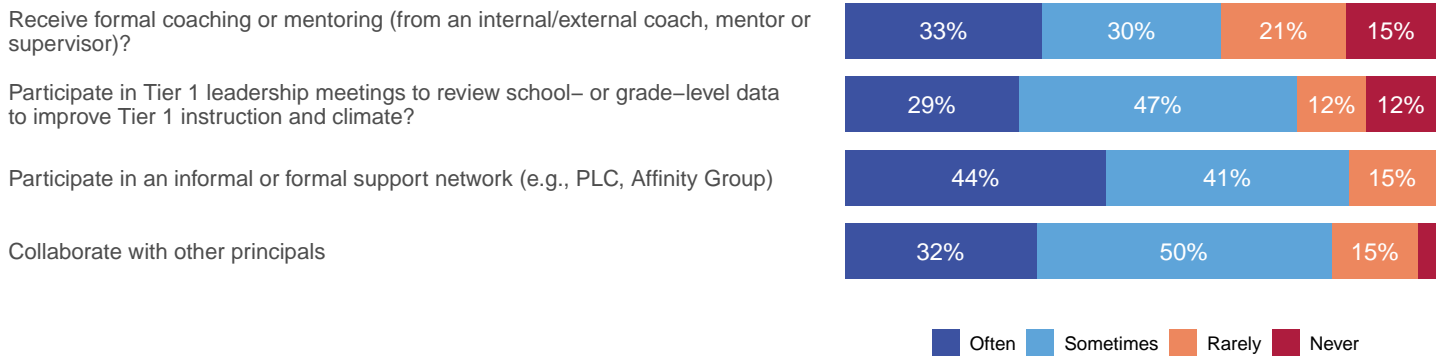 Receive formal coaching or mentoring (from an internal/external coach, mentor or
supervisor)?
33% 30% 21% 15%
Participate in Tier 1 leadership meetings to review school− or grade−level data
to improve Tier 1 instruction and climate?
29% 47% 12% 12%
Participate in an informal or formal support network (e.g., PLC, Affinity Group)
44% 41% 15%
Collaborate with other principals
32% 50% 15%
Often Sometimes Rarely Never